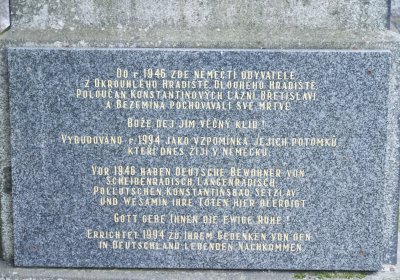 DO r. 1946 ZDE NĚMEČTÍ OBYVATELÉ
Z OKROUHLÉHO HRADIŠTĚ, DLOUHÉHO HRADIŠTĚ,
POLOUČAN, KONSTANTINOVÝCH LÁZNÍ, BŘETISLAVI,
A BEZEMÍNA POCHOVÁVALI SVÉ MRTVÉ
BOŽE DEJ JIM VĚČNÝ KLID!
VYBUDOVÁNO r. 1994 JAKO VZPOMÍNKA JEJICH POTOMKŮ
KTEŘÍ DNES ŽIJÍ V NĚMECKU
VOR 1946 HABEN DEUTSCHE BEWOHNER VON
SCHEIBENRADISCH, LANGENRADISCH,
POLLUTSCHEN, KONSTANTINSBAD, SETZLAV
UND WESAMIN IHRE TOTEN HIER BEERDIGT
GOTT GEBE IHNEN DIE EWIGE RUHE!
ERRICHTET 1994 ZU IHREM GEDENKEN VON DEN
IN DEUTSCHLAND LEBENDEN NACHKOMMEN